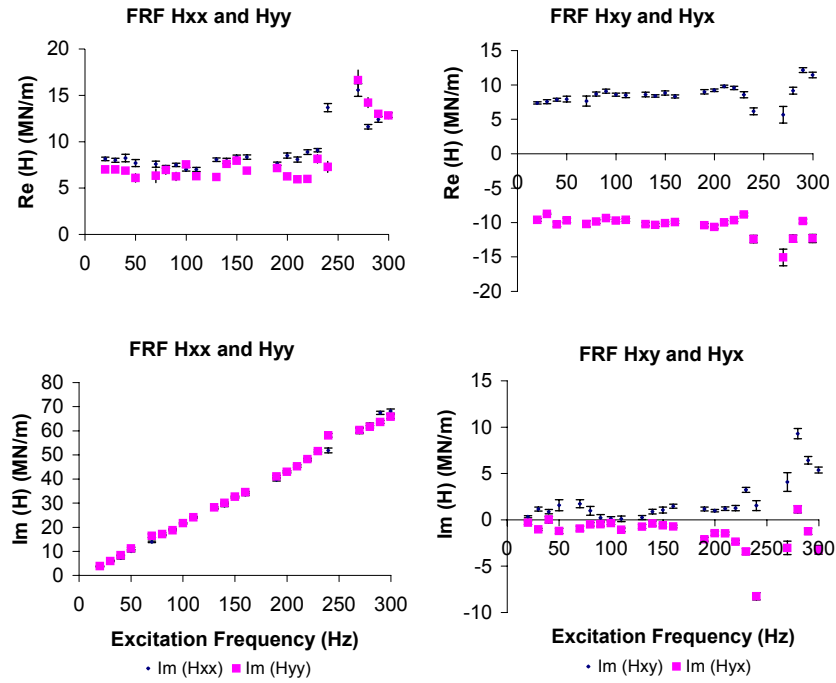 FRF Hxx and Hyy
Re (H) (MN/m)
20
15
10
5
0
0 50 100 150 200 250 300
FRF Hxy and Hyx
Re (H) (MN/m)
15
10
5
0
-5
-10
-15
-20
0 50 100 150 200 250 300
FRF Hxx and Hyy
Im (H) (MN/m)
80
70
60
50
40
30
20
10
0
0 50 100 150 200 250 300
Excitation Frequency (Hz)
Im (Hxx) Im (Hyy)
FRF Hxy and Hyx
Im (H) (MN/m)
15
10
5
0
-5
-10
0 50 100 150 200 250 300
Excitation Frequency (Hz)
Im (Hxy) Im (Hyx)